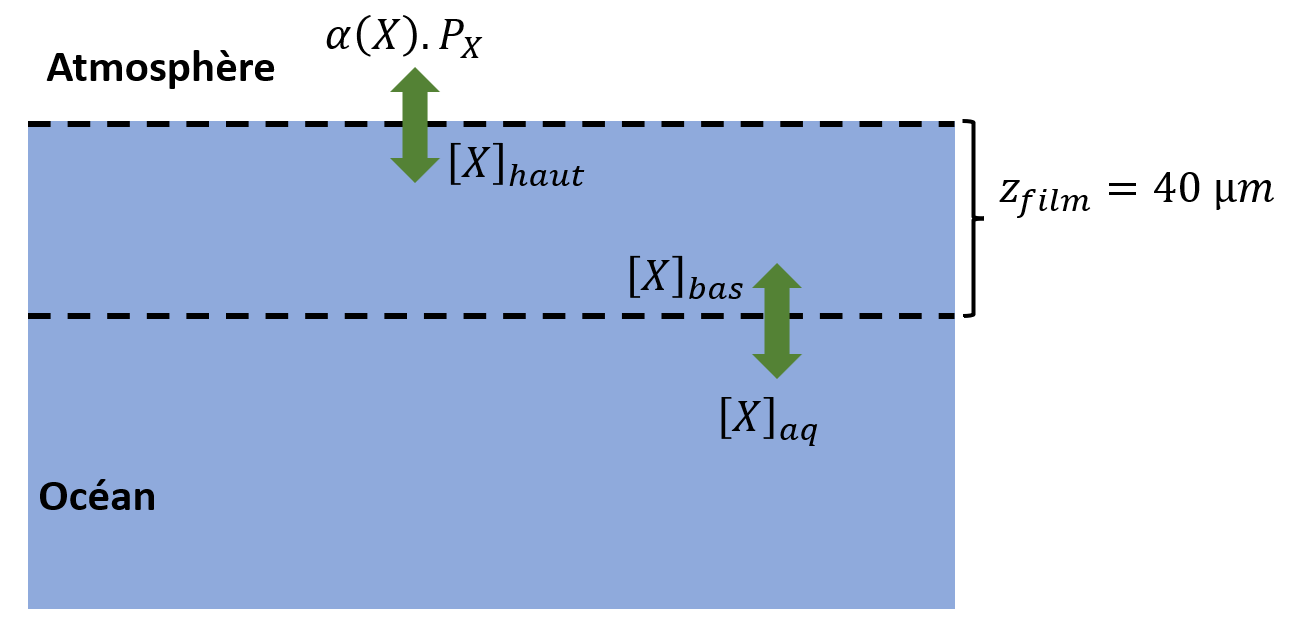 α(X). P_X
Atmosphère
[X]_haut
z_film = 40 μm
[X]_bas
[X]_aq
Océan